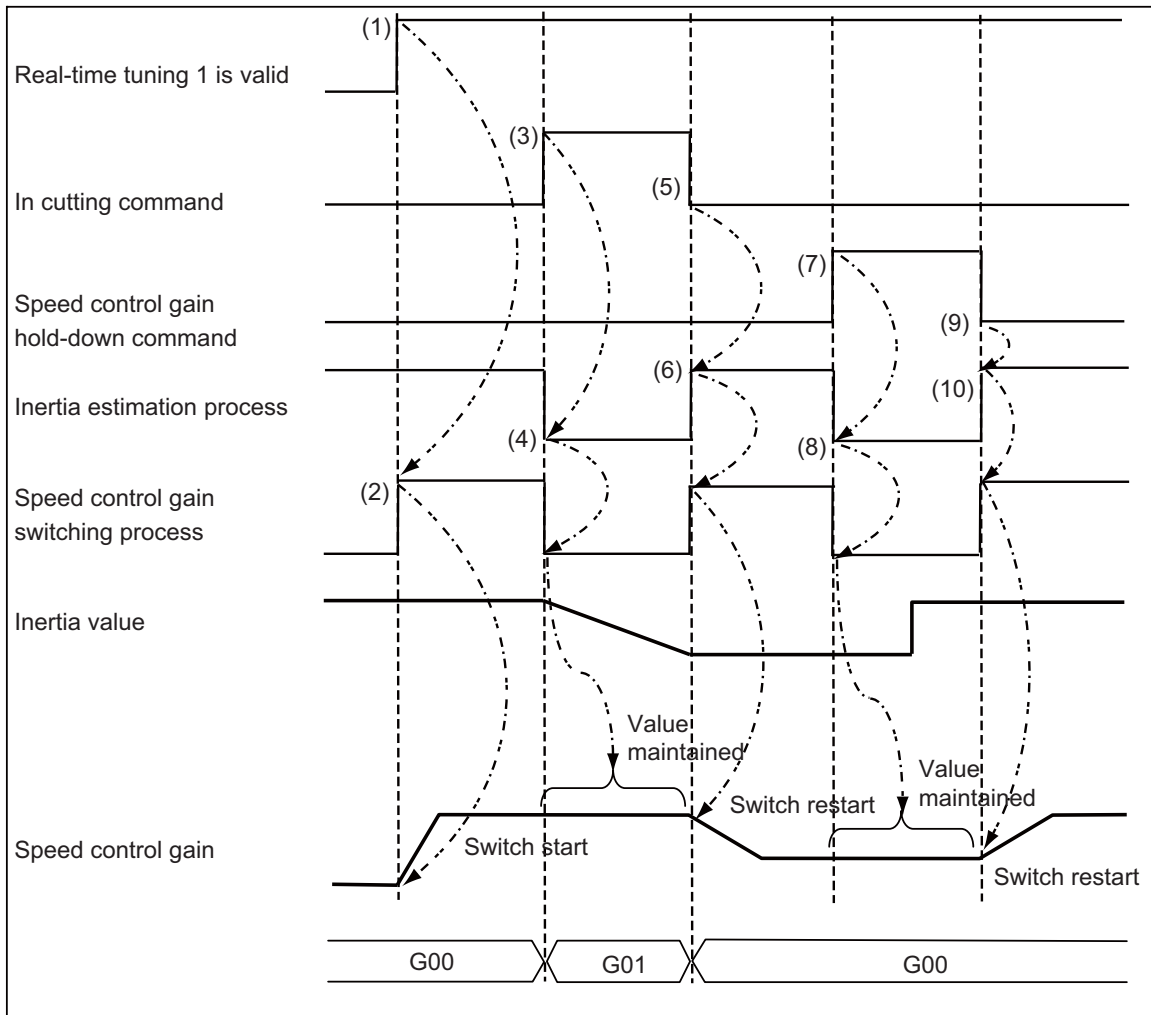 (1)
Real-time tuning 1 is valid
(3)
In cutting command
(5)
(7)
Speed control gain
hold-down command
(9)
(6)
(10)
Inertia estimation process
(4)
(8)
Speed control gain
switching process
(2)
Inertia value
Value
maintained
Value
maintained
Switch restart
Switch start
Speed control gain
Switch restart
G00
G01
G00